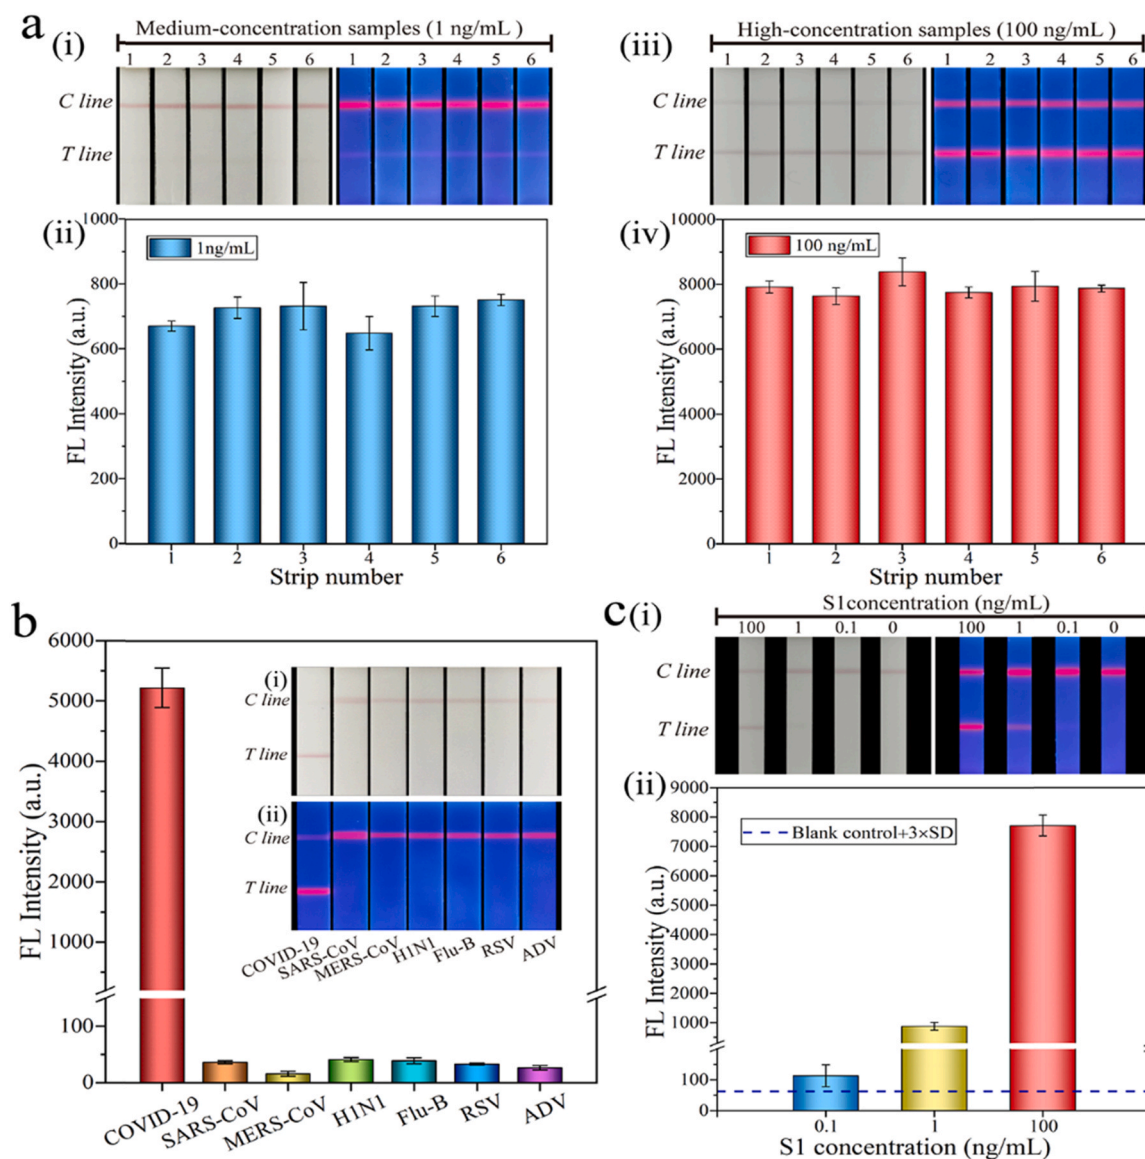 a
(i)
Medium-concentration samples (1 ng/mL )
1 2 3 4 5 6 1 2 3 4 5 6
C line
T line
(iii)
High-concentration samples (100 ng/mL)
1 2 3 4 5 6 1 2 3 4 5 6
C line
T line
(ii)
1ng/mL
FL Intensity (a.u.)
1000
800
600
400
200
0
1 2 3 4 5 6
Strip number
(iv)
100 ng/mL
FL Intensity (a.u.)
10000
8000
6000
4000
2000
0
1 2 3 4 5 6
Strip number
b
FL Intensity (a.u.)
6000
5000
4000
3000
2000
1000
100
0
(i)
C line
T line
(ii)
C line
T line
COVID-19
SARS-CoV
MERS-CoV
H1N1
Flu-B
RSV
ADV
COVID-19
SARS-CoV
MERS-CoV
H1N1
Flu-B
RSV
ADV
c
(i)
S1concentration (ng/mL)
100 1 0.1 0 100 1 0.1 0
C line
T line
(ii)
Blank control+3×SD
FL Intensity (a.u.)
9000
8000
7000
6000
5000
4000
3000
2000
1000
100
0
0.1 1 100
S1 concentration (ng/mL)